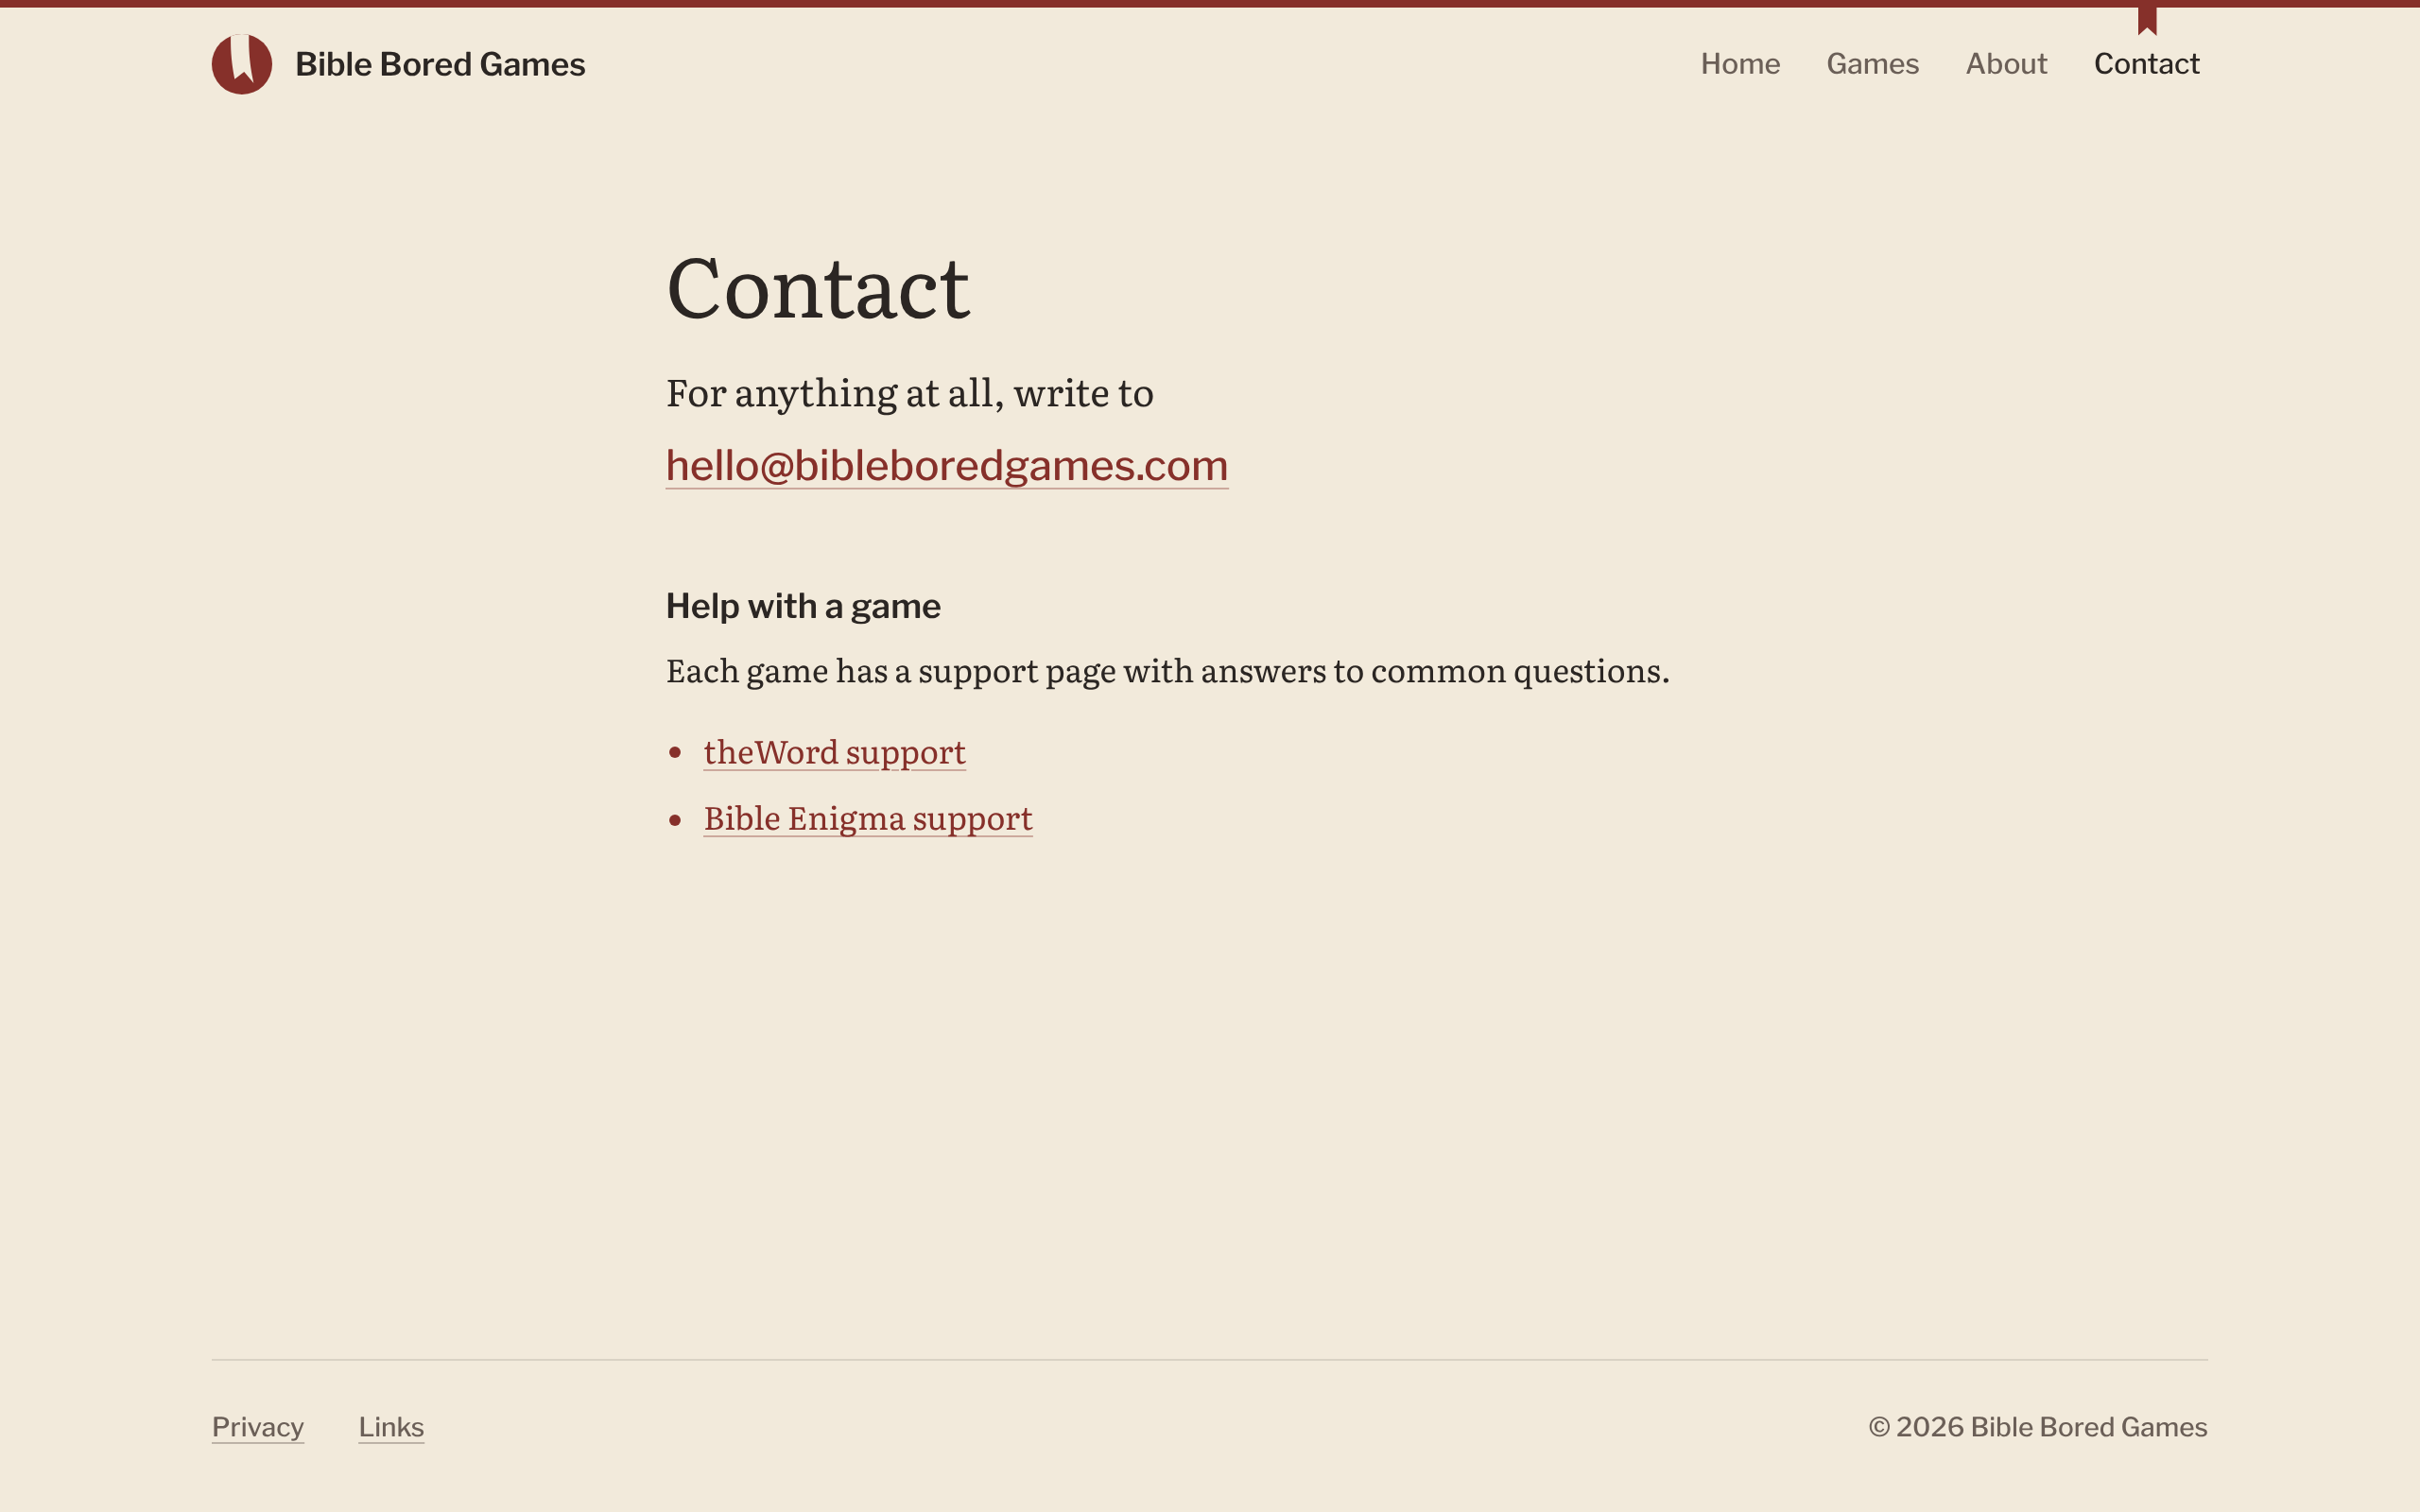 Bible Bored Games
Home Games About Contact
Contact
For anything at all, write to
hello@bibleboredgames.com
Help with a game
Each game has a support page with answers to common questions.
theWord support
Bible Enigma support
Privacy Links
© 2026 Bible Bored Games